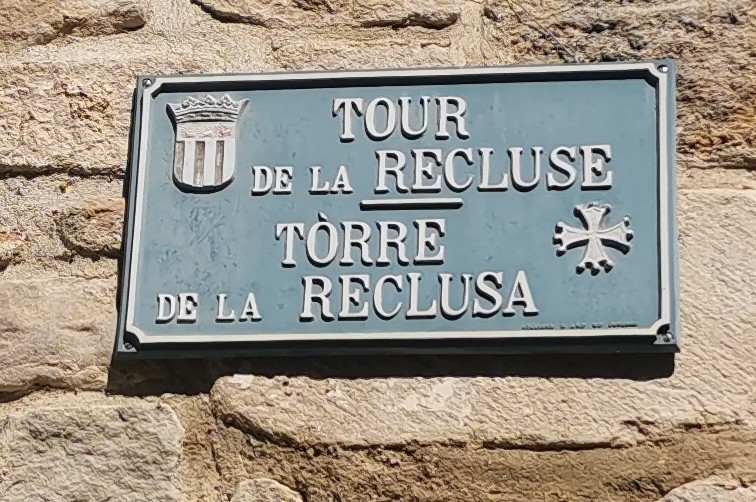 TOUR
DE LA RECLUSE
TÒRRE
DE LA RECLUSA